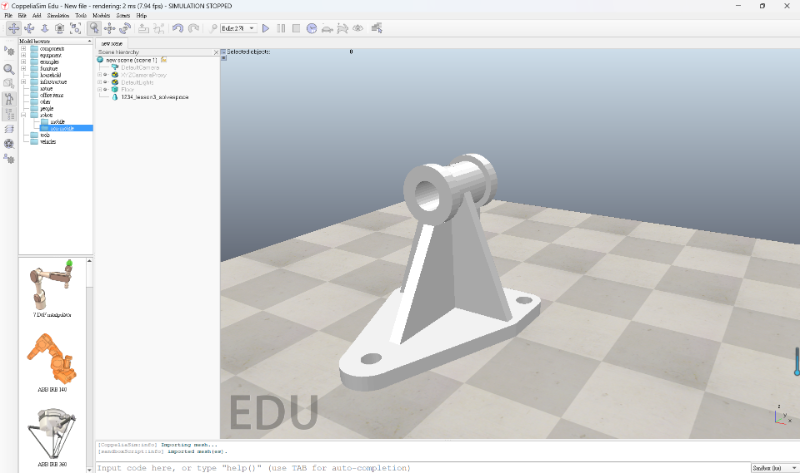 CoppeliaSim Edu - New file - rendering: 2 ms (7.94 fps) - SIMULATION STOPPED
File Edit Add Simulation Tools Modules Scenes Help
Bullet 2.78
Model browser
components
equipment
examples
furniture
household
infrastructure
nature
office items
other
people
robots
mobile
non-mobile
tools
vehicles
7 DoF manipulator
ABB IRB 140
ABB IRB 360
new scene
Scene hierarchy
new scene (scene 1)
DefaultCamera
XYZCameraProxy
DefaultLights
Floor
Selected objects: 0
EDU
z
y
x
[CoppeliaSim:info] Importing mesh...
[sandboxScript:info] imported mesh(es).
Input code here, or type "help()" (use TAB for auto-completion)
Sandbox (lua)